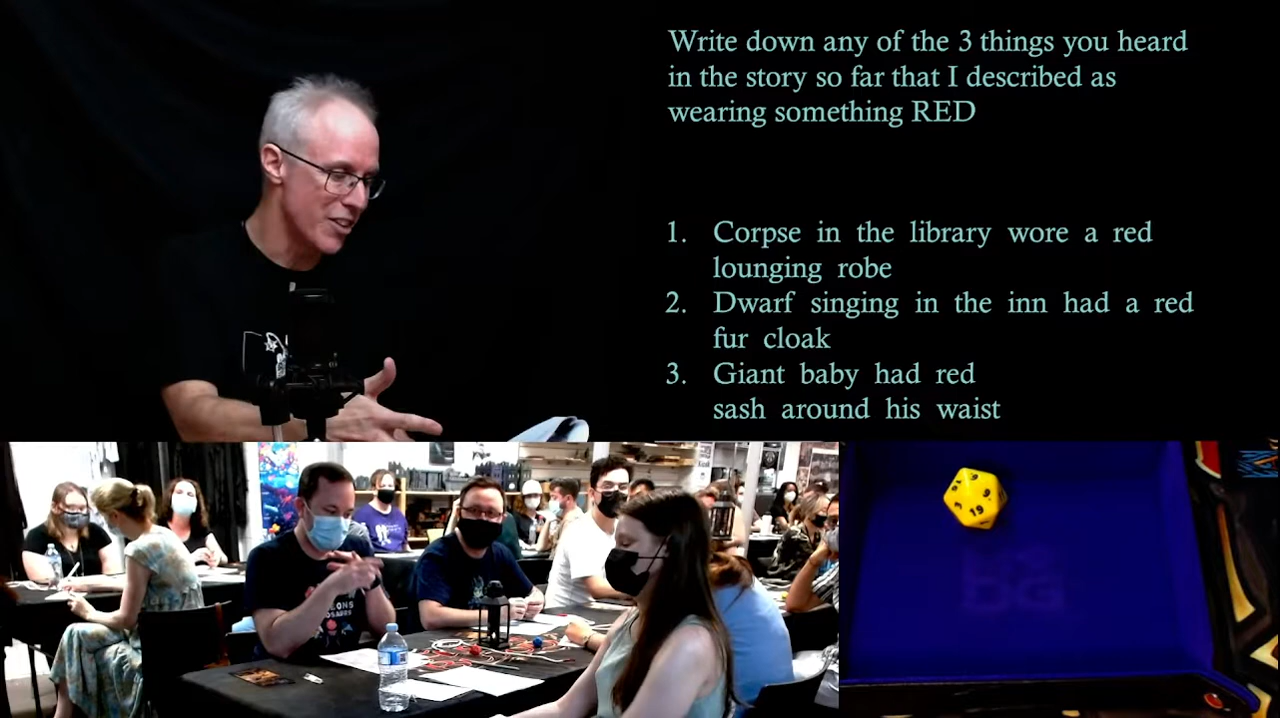 Write down any of the 3 things you heard
in the story so far that I described as
wearing something RED
1. Corpse in the library wore a red
lounging robe
2. Dwarf singing in the inn had a red
fur cloak
3. Giant baby had red
sash around his waist
19
9
DG